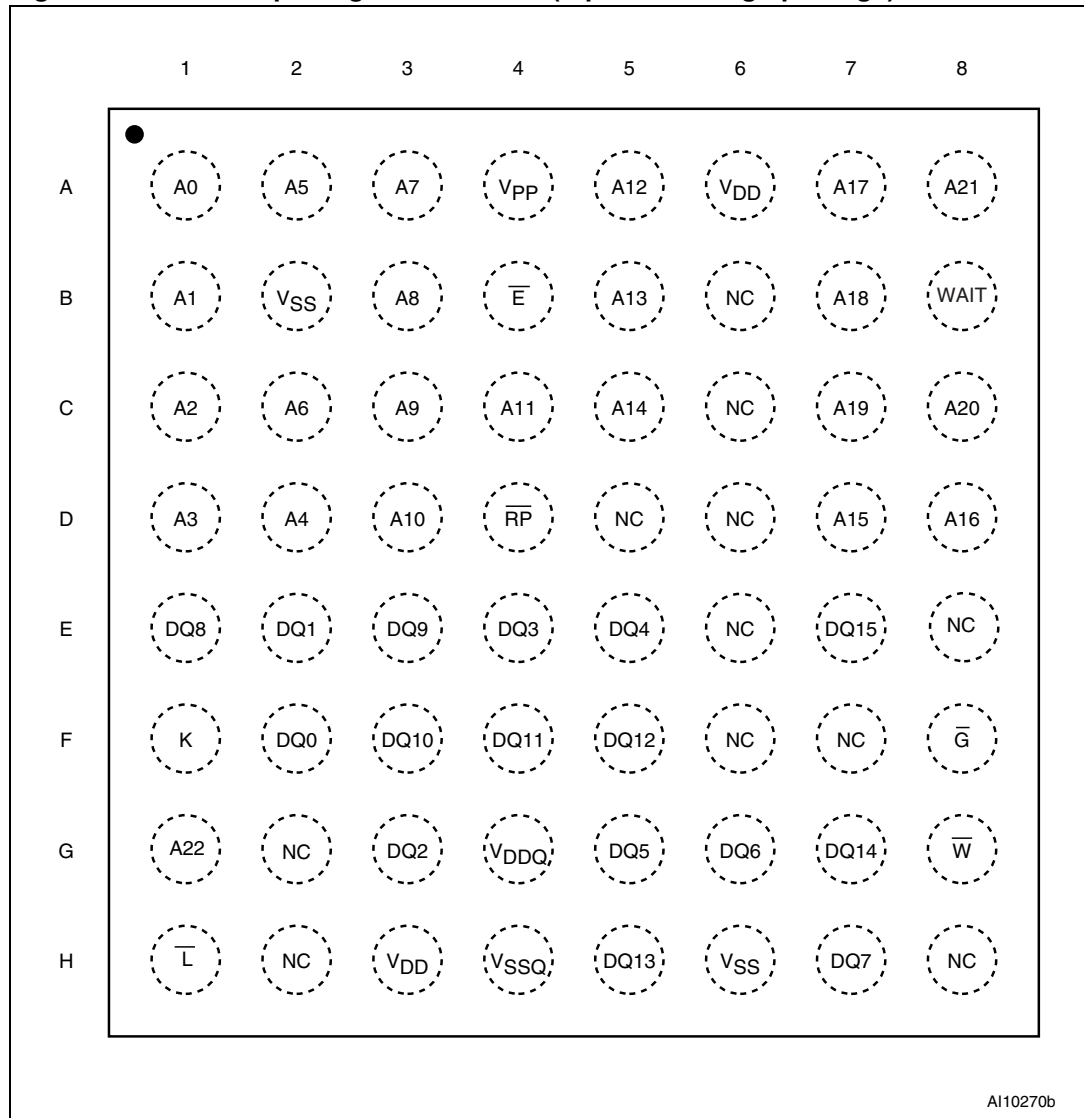 1 2 3 4 5 6 7 8
A A0 A5 A7 VPP A12 VDD A17 A21
B A1 VSS A8 E̅ A13 NC A18 WAIT
C A2 A6 A9 A11 A14 NC A19 A20
D A3 A4 A10 R̅P̅ NC NC A15 A16
E DQ8 DQ1 DQ9 DQ3 DQ4 NC DQ15 NC
F K DQ0 DQ10 DQ11 DQ12 NC NC G̅
G A22 NC DQ2 VDDQ DQ5 DQ6 DQ14 W̅
H L̅ NC VDD VSSQ DQ13 VSS DQ7 NC
AI10270b